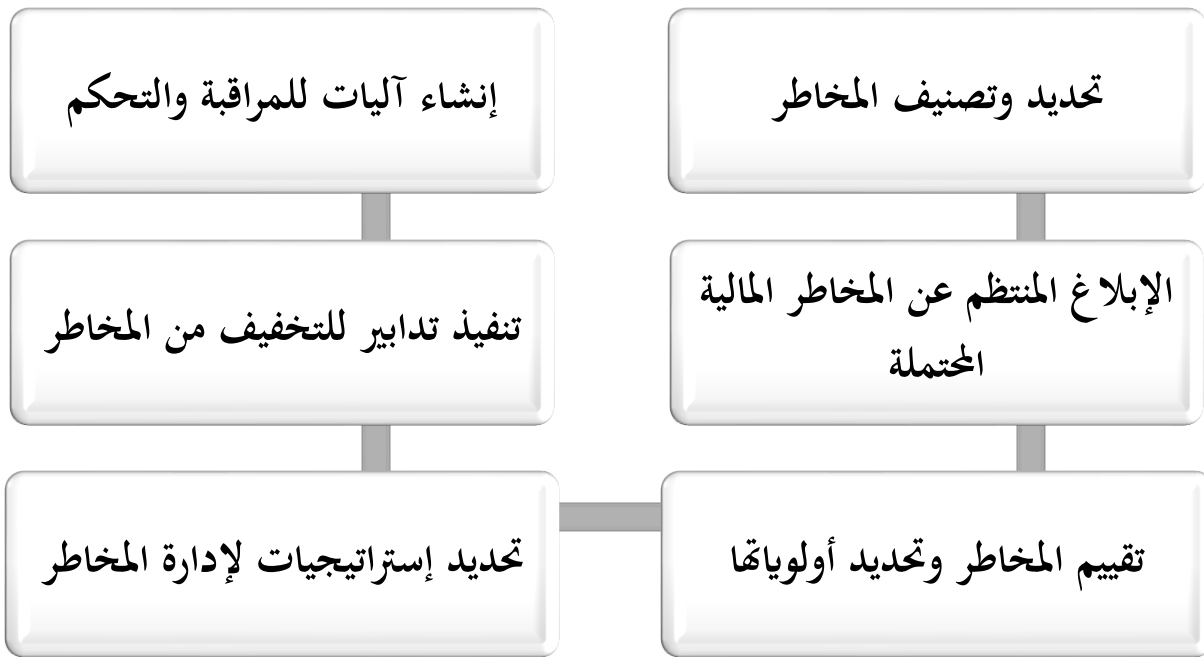 تحديد وتصنيف المخاطر
الإبلاغ المنتظم عن المخاطر المالية
المحتملة
تقييم المخاطر وتحديد أولوياتها
تحديد إستراتيجيات لإدارة المخاطر
تنفيذ تدابير للتخفيف من المخاطر
إنشاء آليات للمراقبة والتحكم